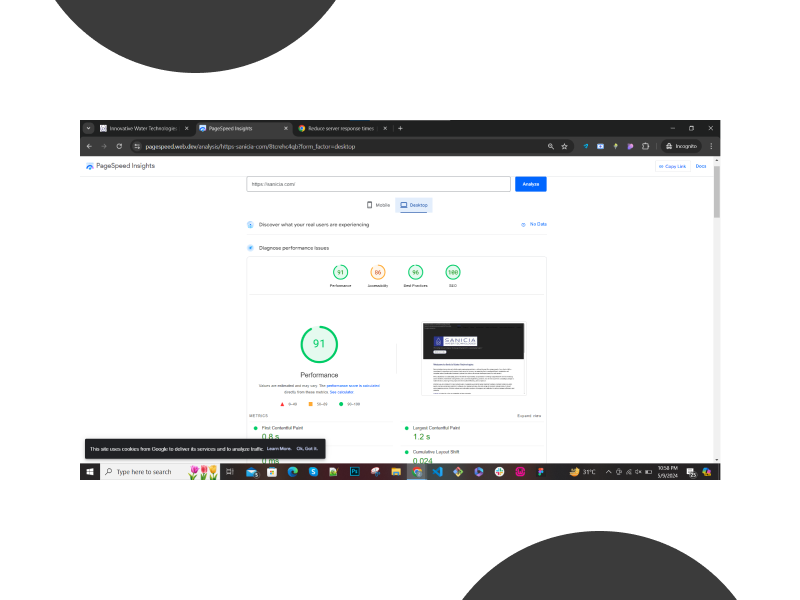 Innovative Water Technologies
PageSpeed Insights
Reduce server response times
pagespeed.web.dev/analysis/https-sanicia-com/8tcrehc4qb?form_factor=desktop
Incognito
PageSpeed Insights
Copy Link
Docs
https://sanicia.com/
Analyze
Mobile
Desktop
Discover what your real users are experiencing
No Data
Diagnose performance issues
91
86
96
100
Performance
Accessibility
Best Practices
SEO
91
SANICIA
Performance
Values are estimated and may vary. The performance score is calculated
directly from these metrics. See calculator.
0–49
50–89
90–100
METRICS
Expand view
First Contentful Paint
0.8 s
Largest Contentful Paint
1.2 s
Cumulative Layout Shift
0.024
0 ms
This site uses cookies from Google to deliver its services and to analyze traffic.
Learn More.
Ok, Got it.
Type here to search
31°C
10:58 PM
5/9/2024
25